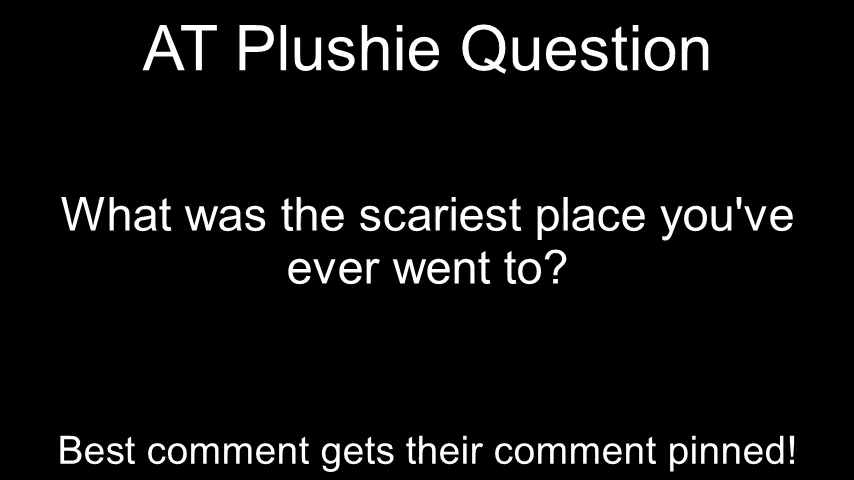 AT Plushie Question
What was the scariest place you've
ever went to?
Best comment gets their comment pinned!